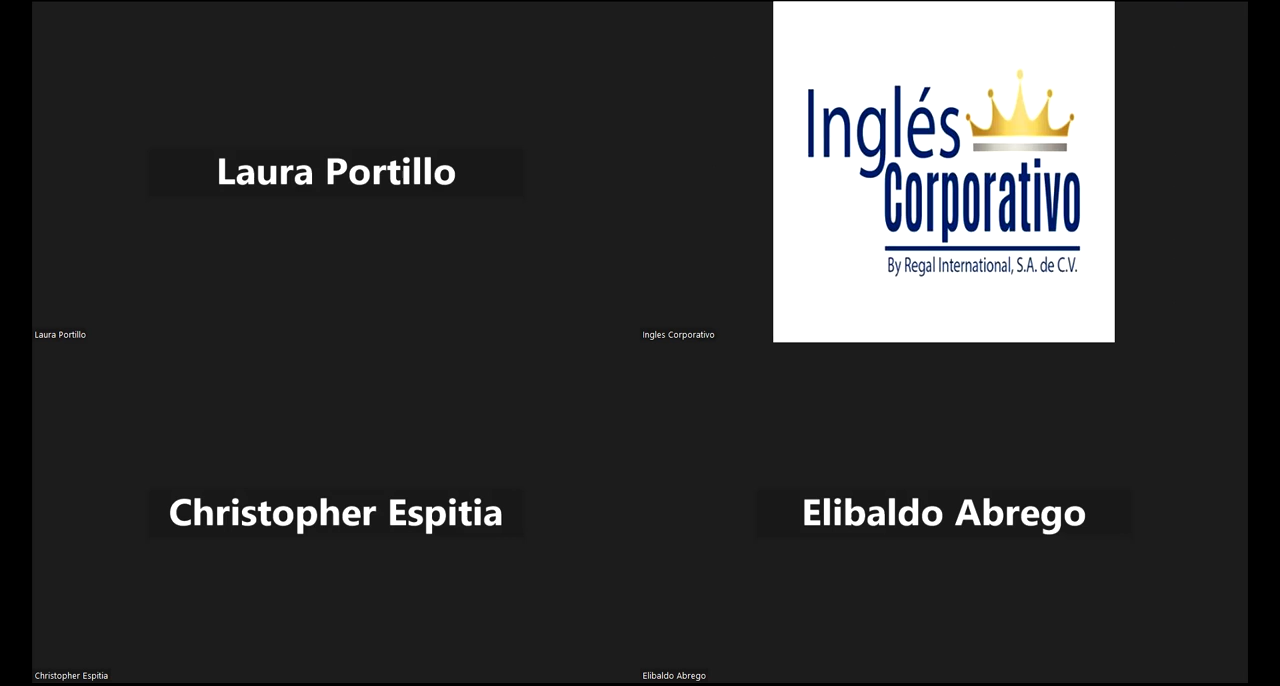 Laura Portillo
Laura Portillo
Inglés
Corporativo
By Regal International, S.A. de C.V.
Ingles Corporativo
Christopher Espitia
Christopher Espitia
Elibaldo Abrego
Elibaldo Abrego